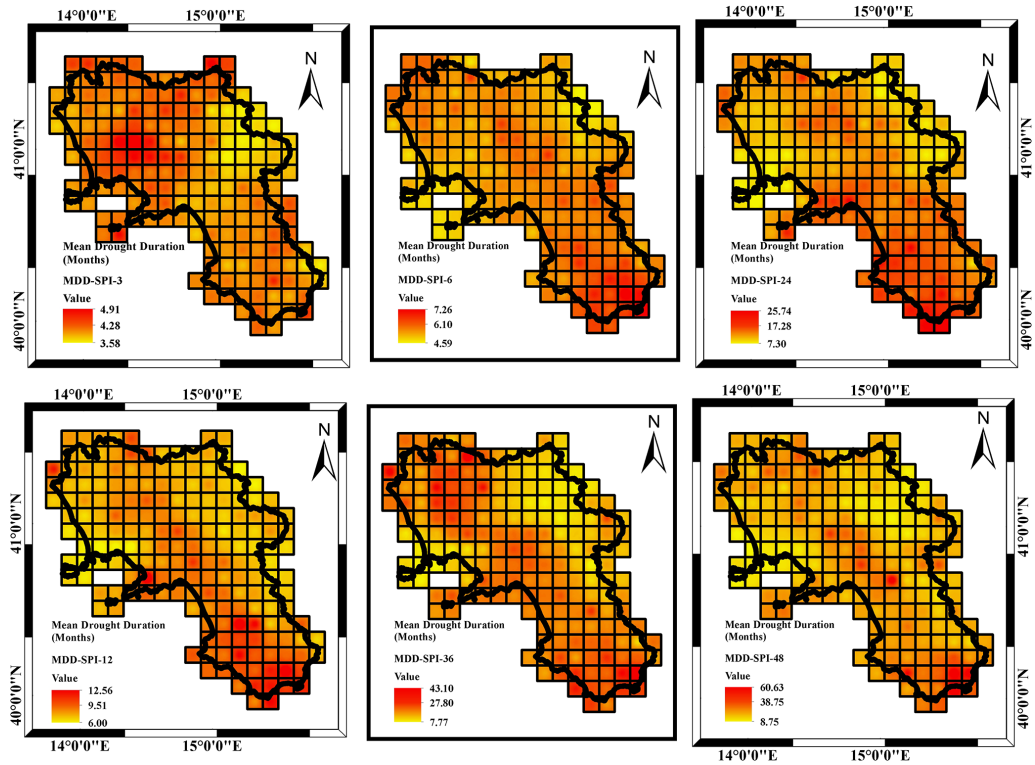 14°0'0"E 15°0'0"E
N
41°0'0"N
40°0'0"N
Mean Drought Duration
(Months)
MDD-SPI-3
Value
4.91
4.28
3.58
N
Mean Drought Duration
(Months)
MDD-SPI-6
Value
7.26
6.10
4.59
14°0'0"E 15°0'0"E
N
41°0'0"N
40°0'0"N
Mean Drought Duration
(Months)
MDD-SPI-24
Value
25.74
17.28
7.30
14°0'0"E 15°0'0"E
N
41°0'0"N
40°0'0"N
Mean Drought Duration
(Months)
MDD-SPI-12
Value
12.56
9.51
6.00
14°0'0"E 15°0'0"E
N
Mean Drought Duration
(Months)
MDD-SPI-36
Value
43.10
27.80
7.77
14°0'0"E 15°0'0"E
N
41°0'0"N
40°0'0"N
Mean Drought Duration
(Months)
MDD-SPI-48
Value
60.63
38.75
8.75
14°0'0"E 15°0'0"E